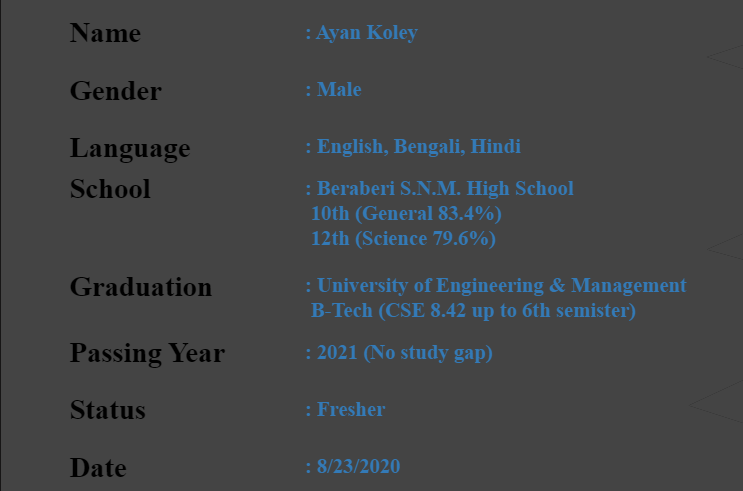 Name : Ayan Koley
Gender : Male
Language : English, Bengali, Hindi
School : Beraberi S.N.M. High School
10th (General 83.4%)
12th (Science 79.6%)
Graduation : University of Engineering & Management
B-Tech (CSE 8.42 up to 6th semister)
Passing Year : 2021 (No study gap)
Status : Fresher
Date : 8/23/2020